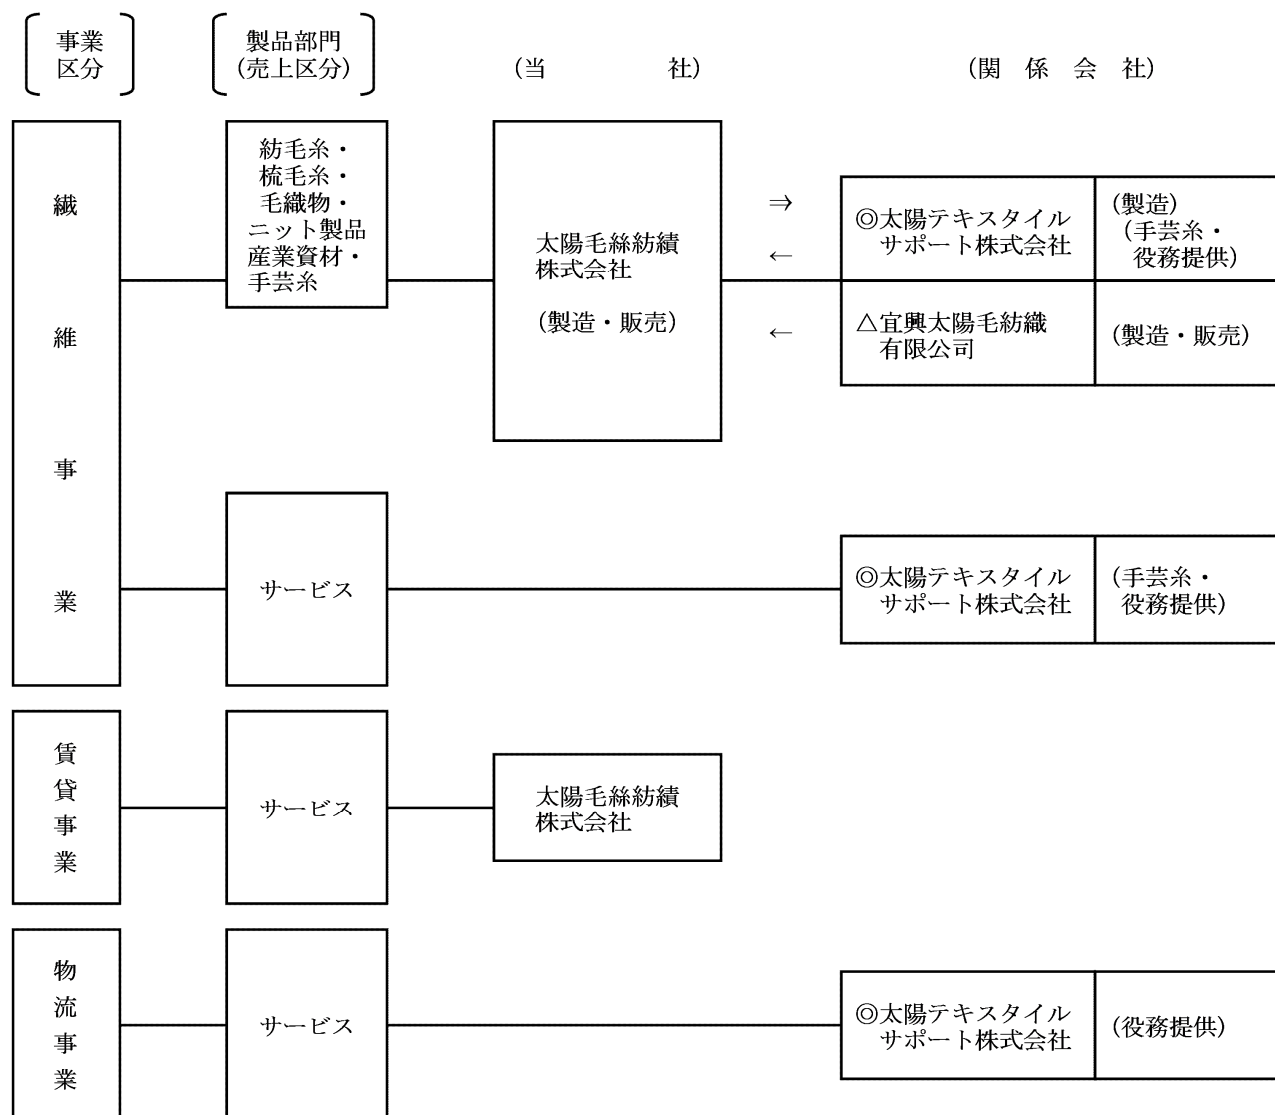 事業
区分
製品部門
(売上区分)
(当　　　　　社)
(関　係　会　社)
繊維事業
紡毛糸・
梳毛糸・
毛織物・
ニット製品
産業資材・
手芸糸
太陽毛絲紡績
株式会社
(製造・販売)
⇒
←
←
◎太陽テキスタイル
サポート株式会社
(製造)
(手芸糸・
役務提供)
△宜興太陽毛紡織
有限公司
(製造・販売)
サービス
◎太陽テキスタイル
サポート株式会社
(手芸糸・
役務提供)
賃貸事業
サービス
太陽毛絲紡績
株式会社
物流事業
サービス
◎太陽テキスタイル
サポート株式会社
(役務提供)